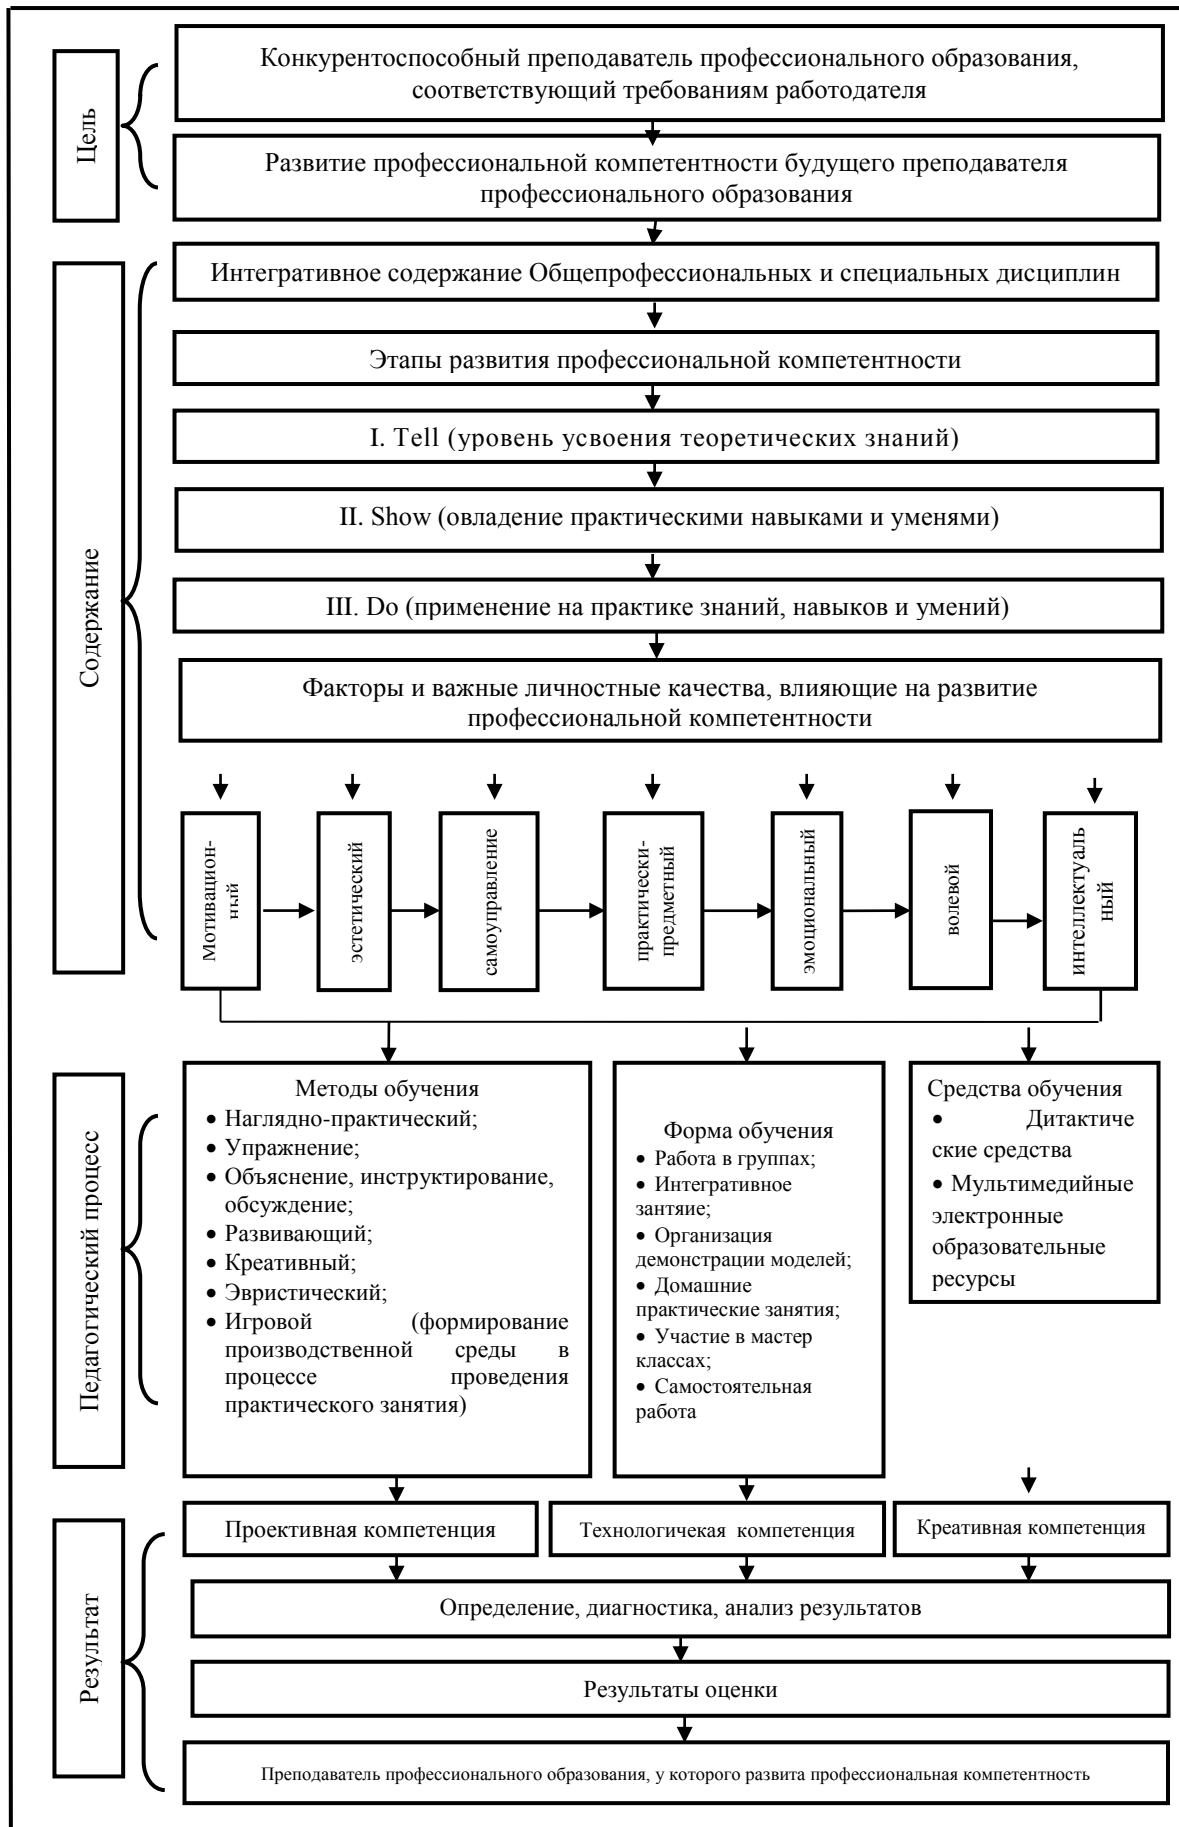 Цель
Конкурентоспособный преподаватель профессионального образования,
соответствующий требованиям работодателя
Развитие профессиональной компетентности будущего преподавателя
профессионального образования
Содержание
Интегративное содержание Общепрофессиональных и специальных дисциплин
Этапы развития профессиональной компетентности
I. Tell (уровень усвоения теоретических знаний)
II. Show (овладение практическими навыками и уменями)
III. Do (применение на практике знаний, навыков и умений)
Факторы и важные личностные качества, влияющие на развитие
профессиональной компетентности
Мотивацион-
ный
эстетический
самоуправление
практически-
предметный
эмоциональный
волевой
интеллектуаль
ный
Педагогический процесс
Методы обучения
• Наглядно-практический;
• Упражнение;
• Объяснение, инструктирование,
обсуждение;
• Развивающий;
• Креативный;
• Эвристический;
• Игровой (формирование
производственной среды в
процессе проведения
практического занятия)
Форма обучения
• Работа в группах;
• Интегративное
зантяие;
• Организация
демонстрации моделей;
• Домашние
практические занятия;
• Участие в мастер
классах;
• Самостоятельная
работа
Средства обучения
• Дитактиче
ские средства
• Мультимедийные
электронные
образовательные
ресурсы
Результат
Проективная компетенция
Технологичекая компетенция
Креативная компетенция
Определение, диагностика, анализ результатов
Результаты оценки
Преподаватель профессионального образования, у которого развита профессиональная компетентность